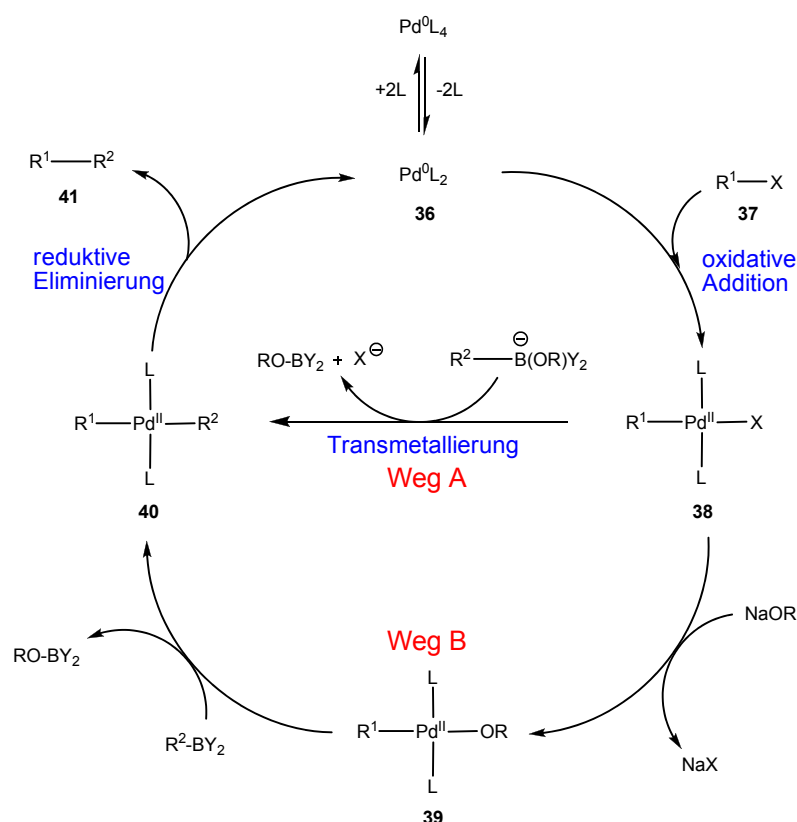 Pd⁰L₄
+2L -2L
R¹—R²
41
Pd⁰L₂
36
R¹—X
37
reduktive
Eliminierung
oxidative
Addition
RO-BY₂ + X⊖
R²—B(OR)Y₂
⊖
L
R¹—Pdᴵᴵ—R²
L
40
Transmetallierung
Weg A
L
R¹—Pdᴵᴵ—X
L
38
NaOR
NaX
Weg B
L
R¹—Pdᴵᴵ—OR
L
39
RO-BY₂
R²-BY₂